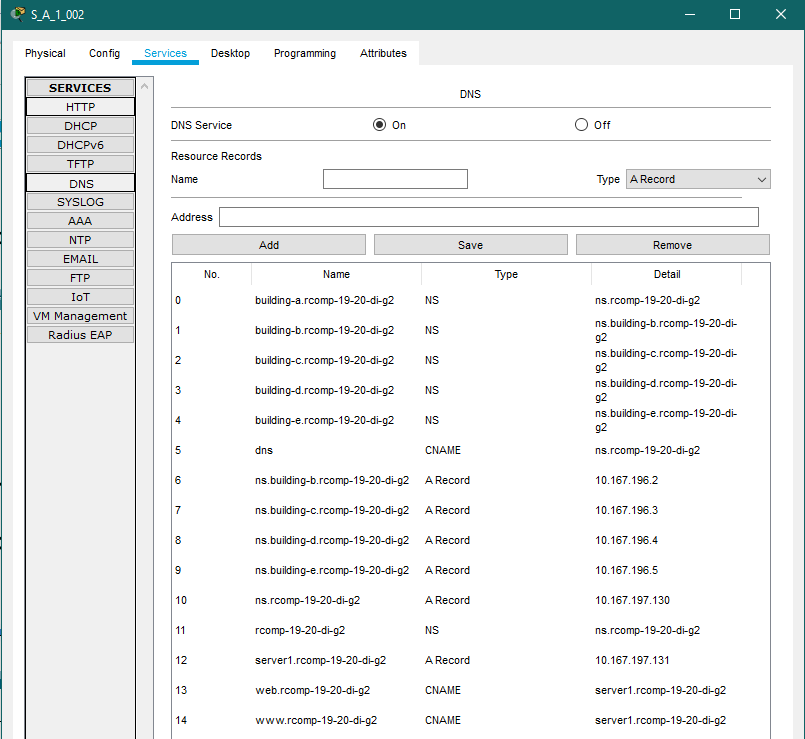 S_A_1_002
Physical Config Services Desktop Programming Attributes
SERVICES
HTTP
DHCP
DHCPv6
TFTP
DNS
SYSLOG
AAA
NTP
EMAIL
FTP
IoT
VM Management
Radius EAP
DNS
DNS Service On Off
Resource Records
Name Type A Record
Address
Add Save Remove
No. Name Type Detail
0 building-a.rcomp-19-20-di-g2 NS ns.rcomp-19-20-di-g2
1 building-b.rcomp-19-20-di-g2 NS ns.building-b.rcomp-19-20-di-
g2
2 building-c.rcomp-19-20-di-g2 NS ns.building-c.rcomp-19-20-di-
g2
3 building-d.rcomp-19-20-di-g2 NS ns.building-d.rcomp-19-20-di-
g2
4 building-e.rcomp-19-20-di-g2 NS ns.building-e.rcomp-19-20-di-
g2
5 dns CNAME ns.rcomp-19-20-di-g2
6 ns.building-b.rcomp-19-20-di-g2 A Record 10.167.196.2
7 ns.building-c.rcomp-19-20-di-g2 A Record 10.167.196.3
8 ns.building-d.rcomp-19-20-di-g2 A Record 10.167.196.4
9 ns.building-e.rcomp-19-20-di-g2 A Record 10.167.196.5
10 ns.rcomp-19-20-di-g2 A Record 10.167.197.130
11 rcomp-19-20-di-g2 NS ns.rcomp-19-20-di-g2
12 server1.rcomp-19-20-di-g2 A Record 10.167.197.131
13 web.rcomp-19-20-di-g2 CNAME server1.rcomp-19-20-di-g2
14 www.rcomp-19-20-di-g2 CNAME server1.rcomp-19-20-di-g2